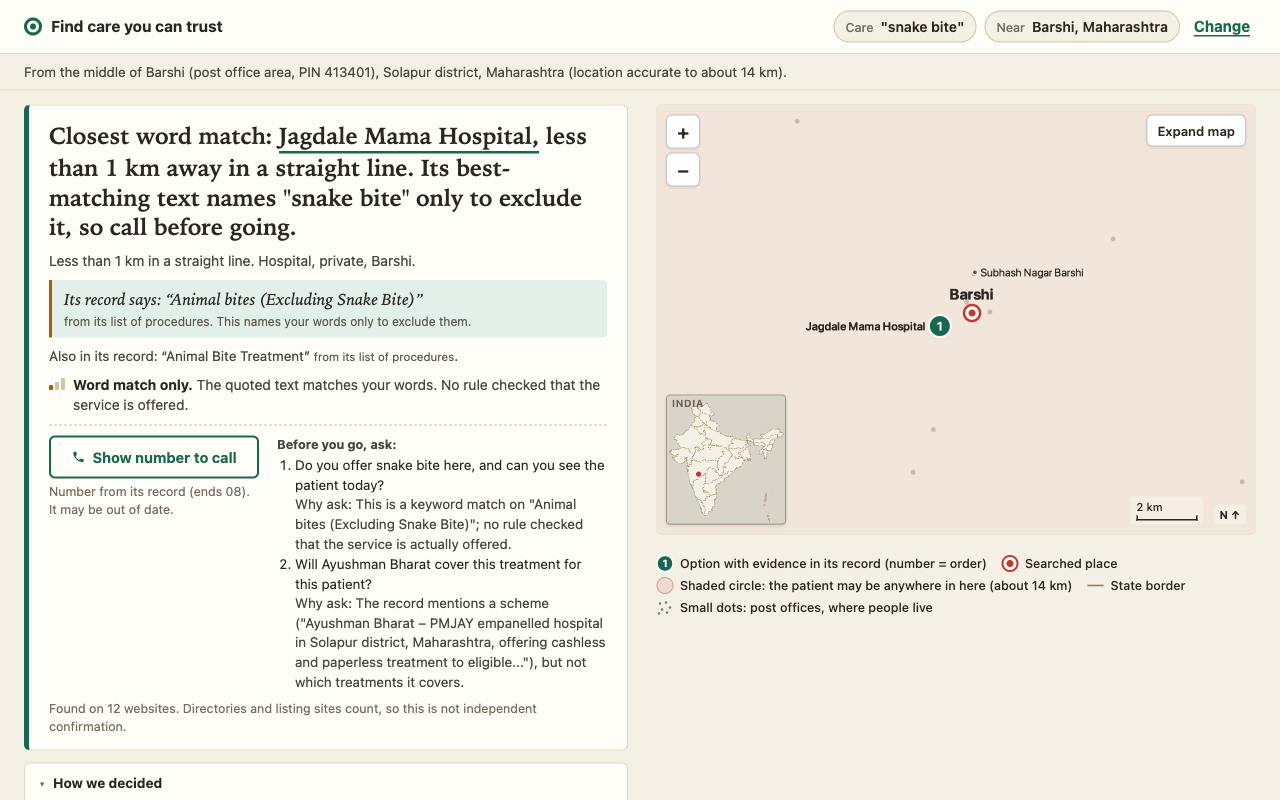 Find care you can trust
Care "snake bite"
Near Barshi, Maharashtra
Change
From the middle of Barshi (post office area, PIN 413401), Solapur district, Maharashtra (location accurate to about 14 km).
Closest word match: Jagdale Mama Hospital, less
than 1 km away in a straight line. Its best-
matching text names "snake bite" only to exclude
it, so call before going.
Less than 1 km in a straight line. Hospital, private, Barshi.
Its record says: “Animal bites (Excluding Snake Bite)”
from its list of procedures. This names your words only to exclude them.
Also in its record: “Animal Bite Treatment” from its list of procedures.
Word match only. The quoted text matches your words. No rule checked that the
service is offered.
Show number to call
Number from its record (ends 08).
It may be out of date.
Before you go, ask:
1. Do you offer snake bite here, and can you see the
patient today?
Why ask: This is a keyword match on "Animal
bites (Excluding Snake Bite)"; no rule checked
that the service is actually offered.
2. Will Ayushman Bharat cover this treatment for
this patient?
Why ask: The record mentions a scheme
("Ayushman Bharat – PMJAY empanelled hospital
in Solapur district, Maharashtra, offering cashless
and paperless treatment to eligible..."), but not
which treatments it covers.
Found on 12 websites. Directories and listing sites count, so this is not independent
confirmation.
How we decided
+
−
Expand map
Subhash Nagar Barshi
Barshi
Jagdale Mama Hospital 1
INDIA
2 km
N ↑
1 Option with evidence in its record (number = order)
Searched place
Shaded circle: the patient may be anywhere in here (about 14 km)
State border
Small dots: post offices, where people live